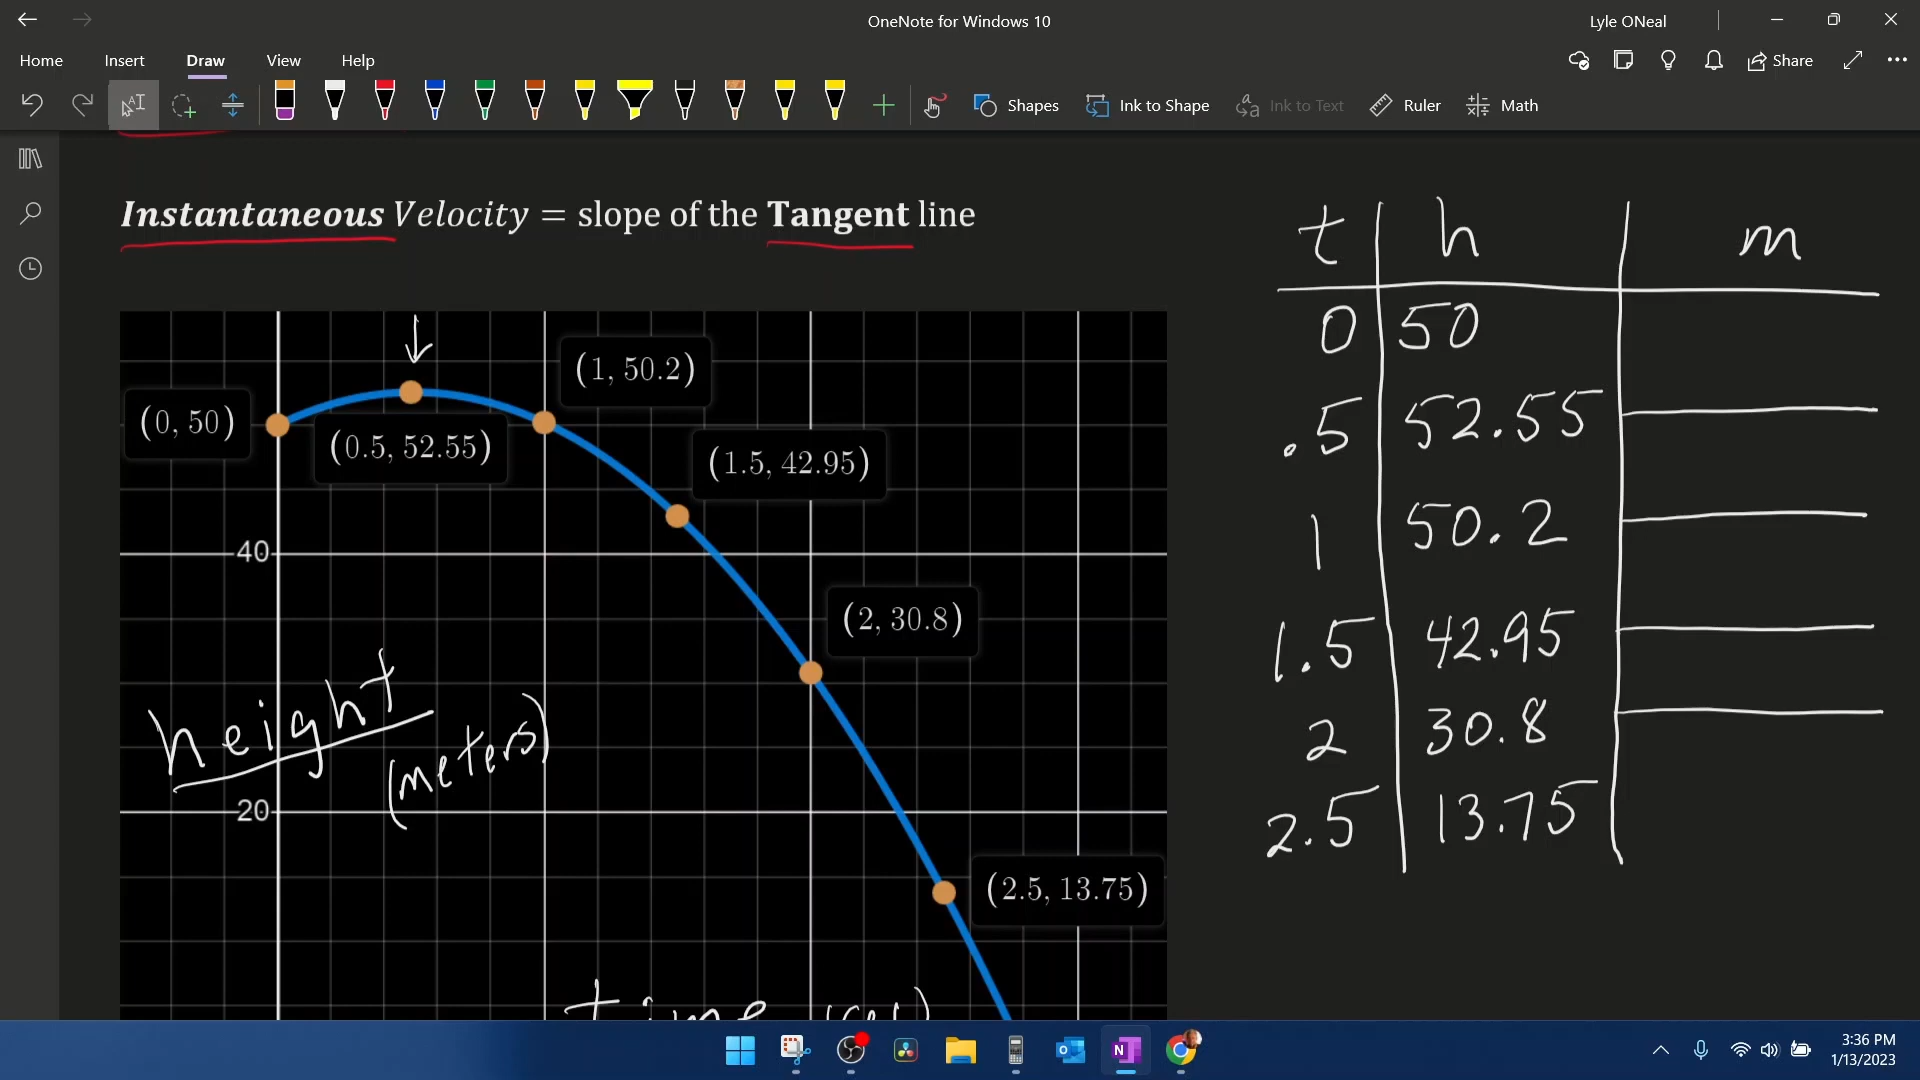 OneNote for Windows 10
Lyle ONeal
Home Insert Draw View Help
Share
Shapes Ink to Shape Ink to Text Ruler Math
Instantaneous Velocity = slope of the Tangent line
t h m
0 50
.5 52.55
1 50.2
1.5 42.95
2 30.8
2.5 13.75
(1, 50.2)
(0, 50)
(0.5, 52.55)
(1.5, 42.95)
40
(2, 30.8)
height
(meters)
20
(2.5, 13.75)
time
3:36 PM
1/13/2023